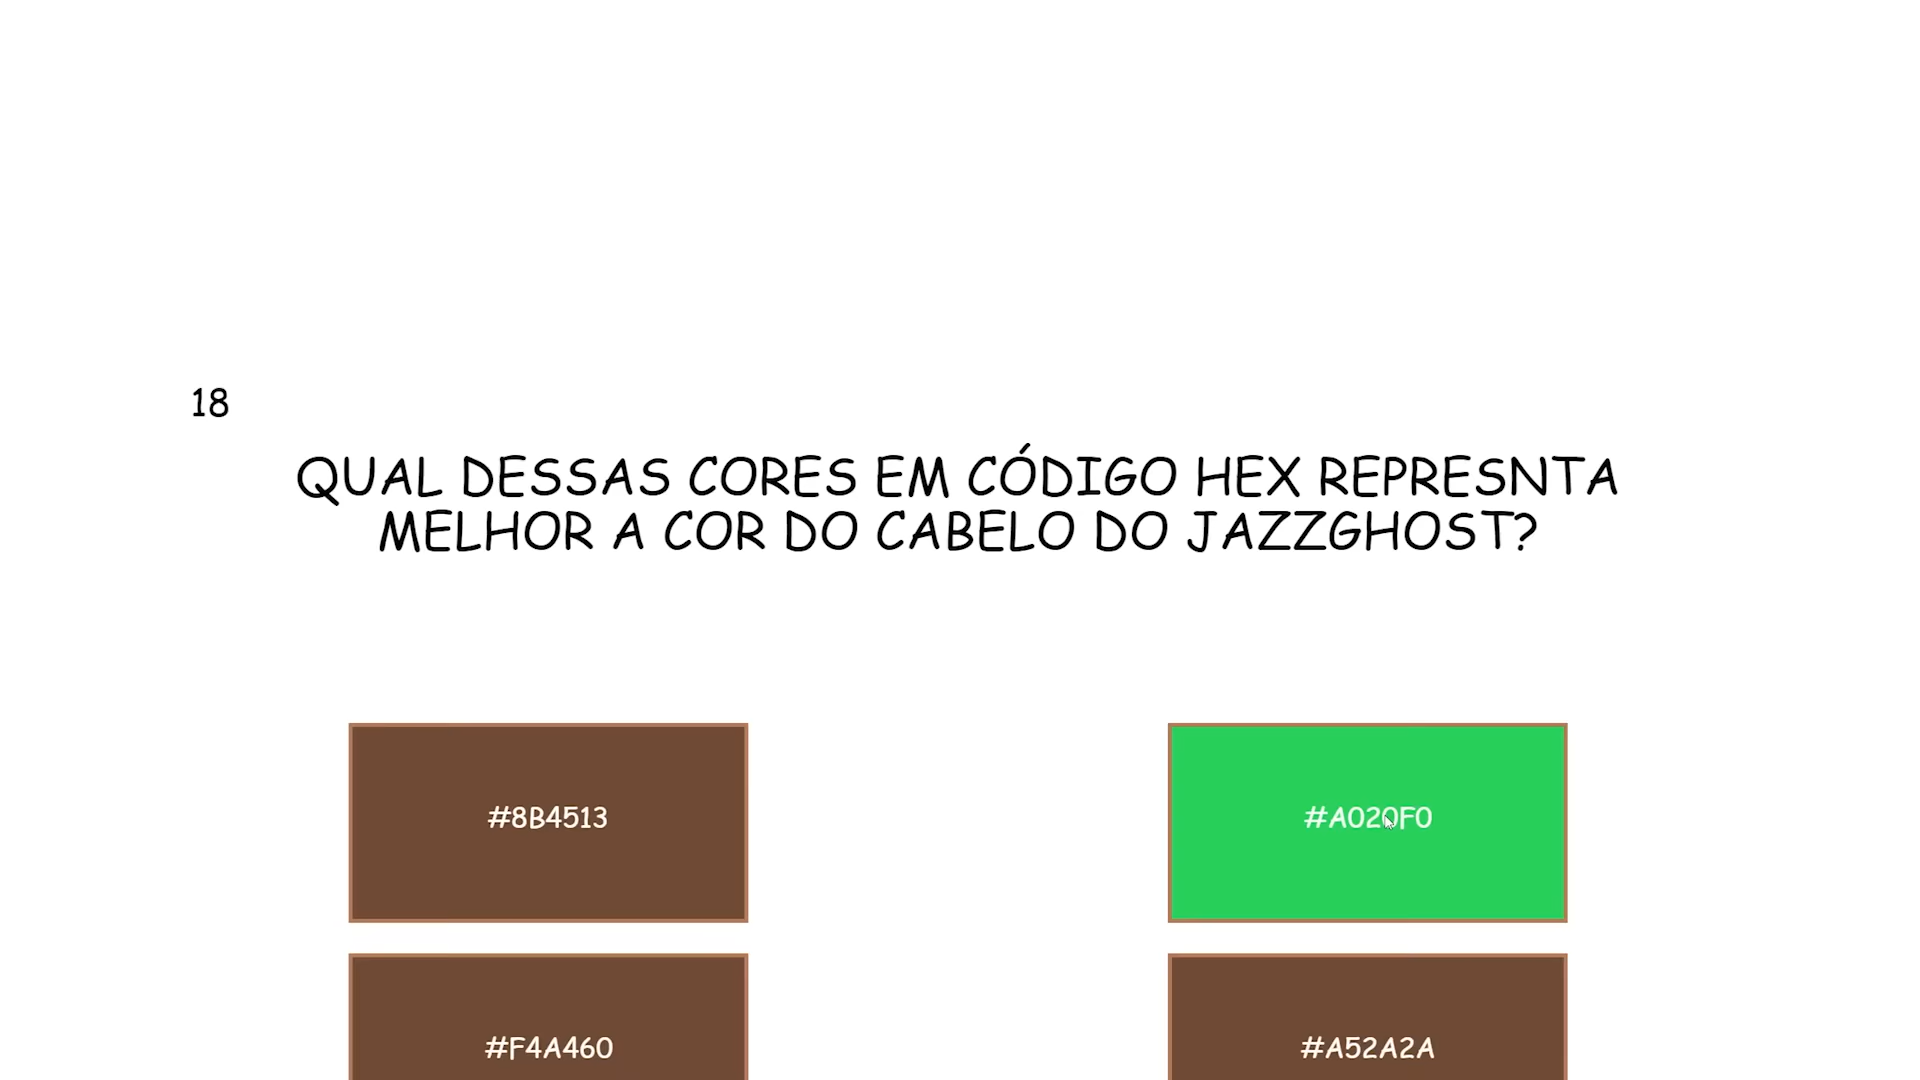 18
QUAL DESSAS CORES EM CÓDIGO HEX REPRESNTA
MELHOR A COR DO CABELO DO JAZZGHOST?
#8B4513
#A020F0
#F4A460
#A52A2A